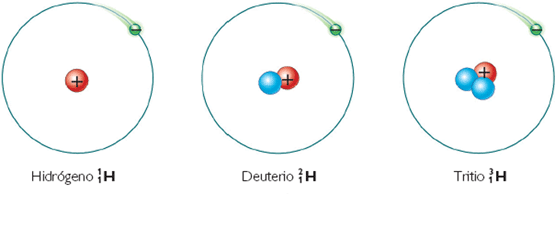 Hidrógeno ¹₁H
Deuterio ²₁H
Tritio ³₁H